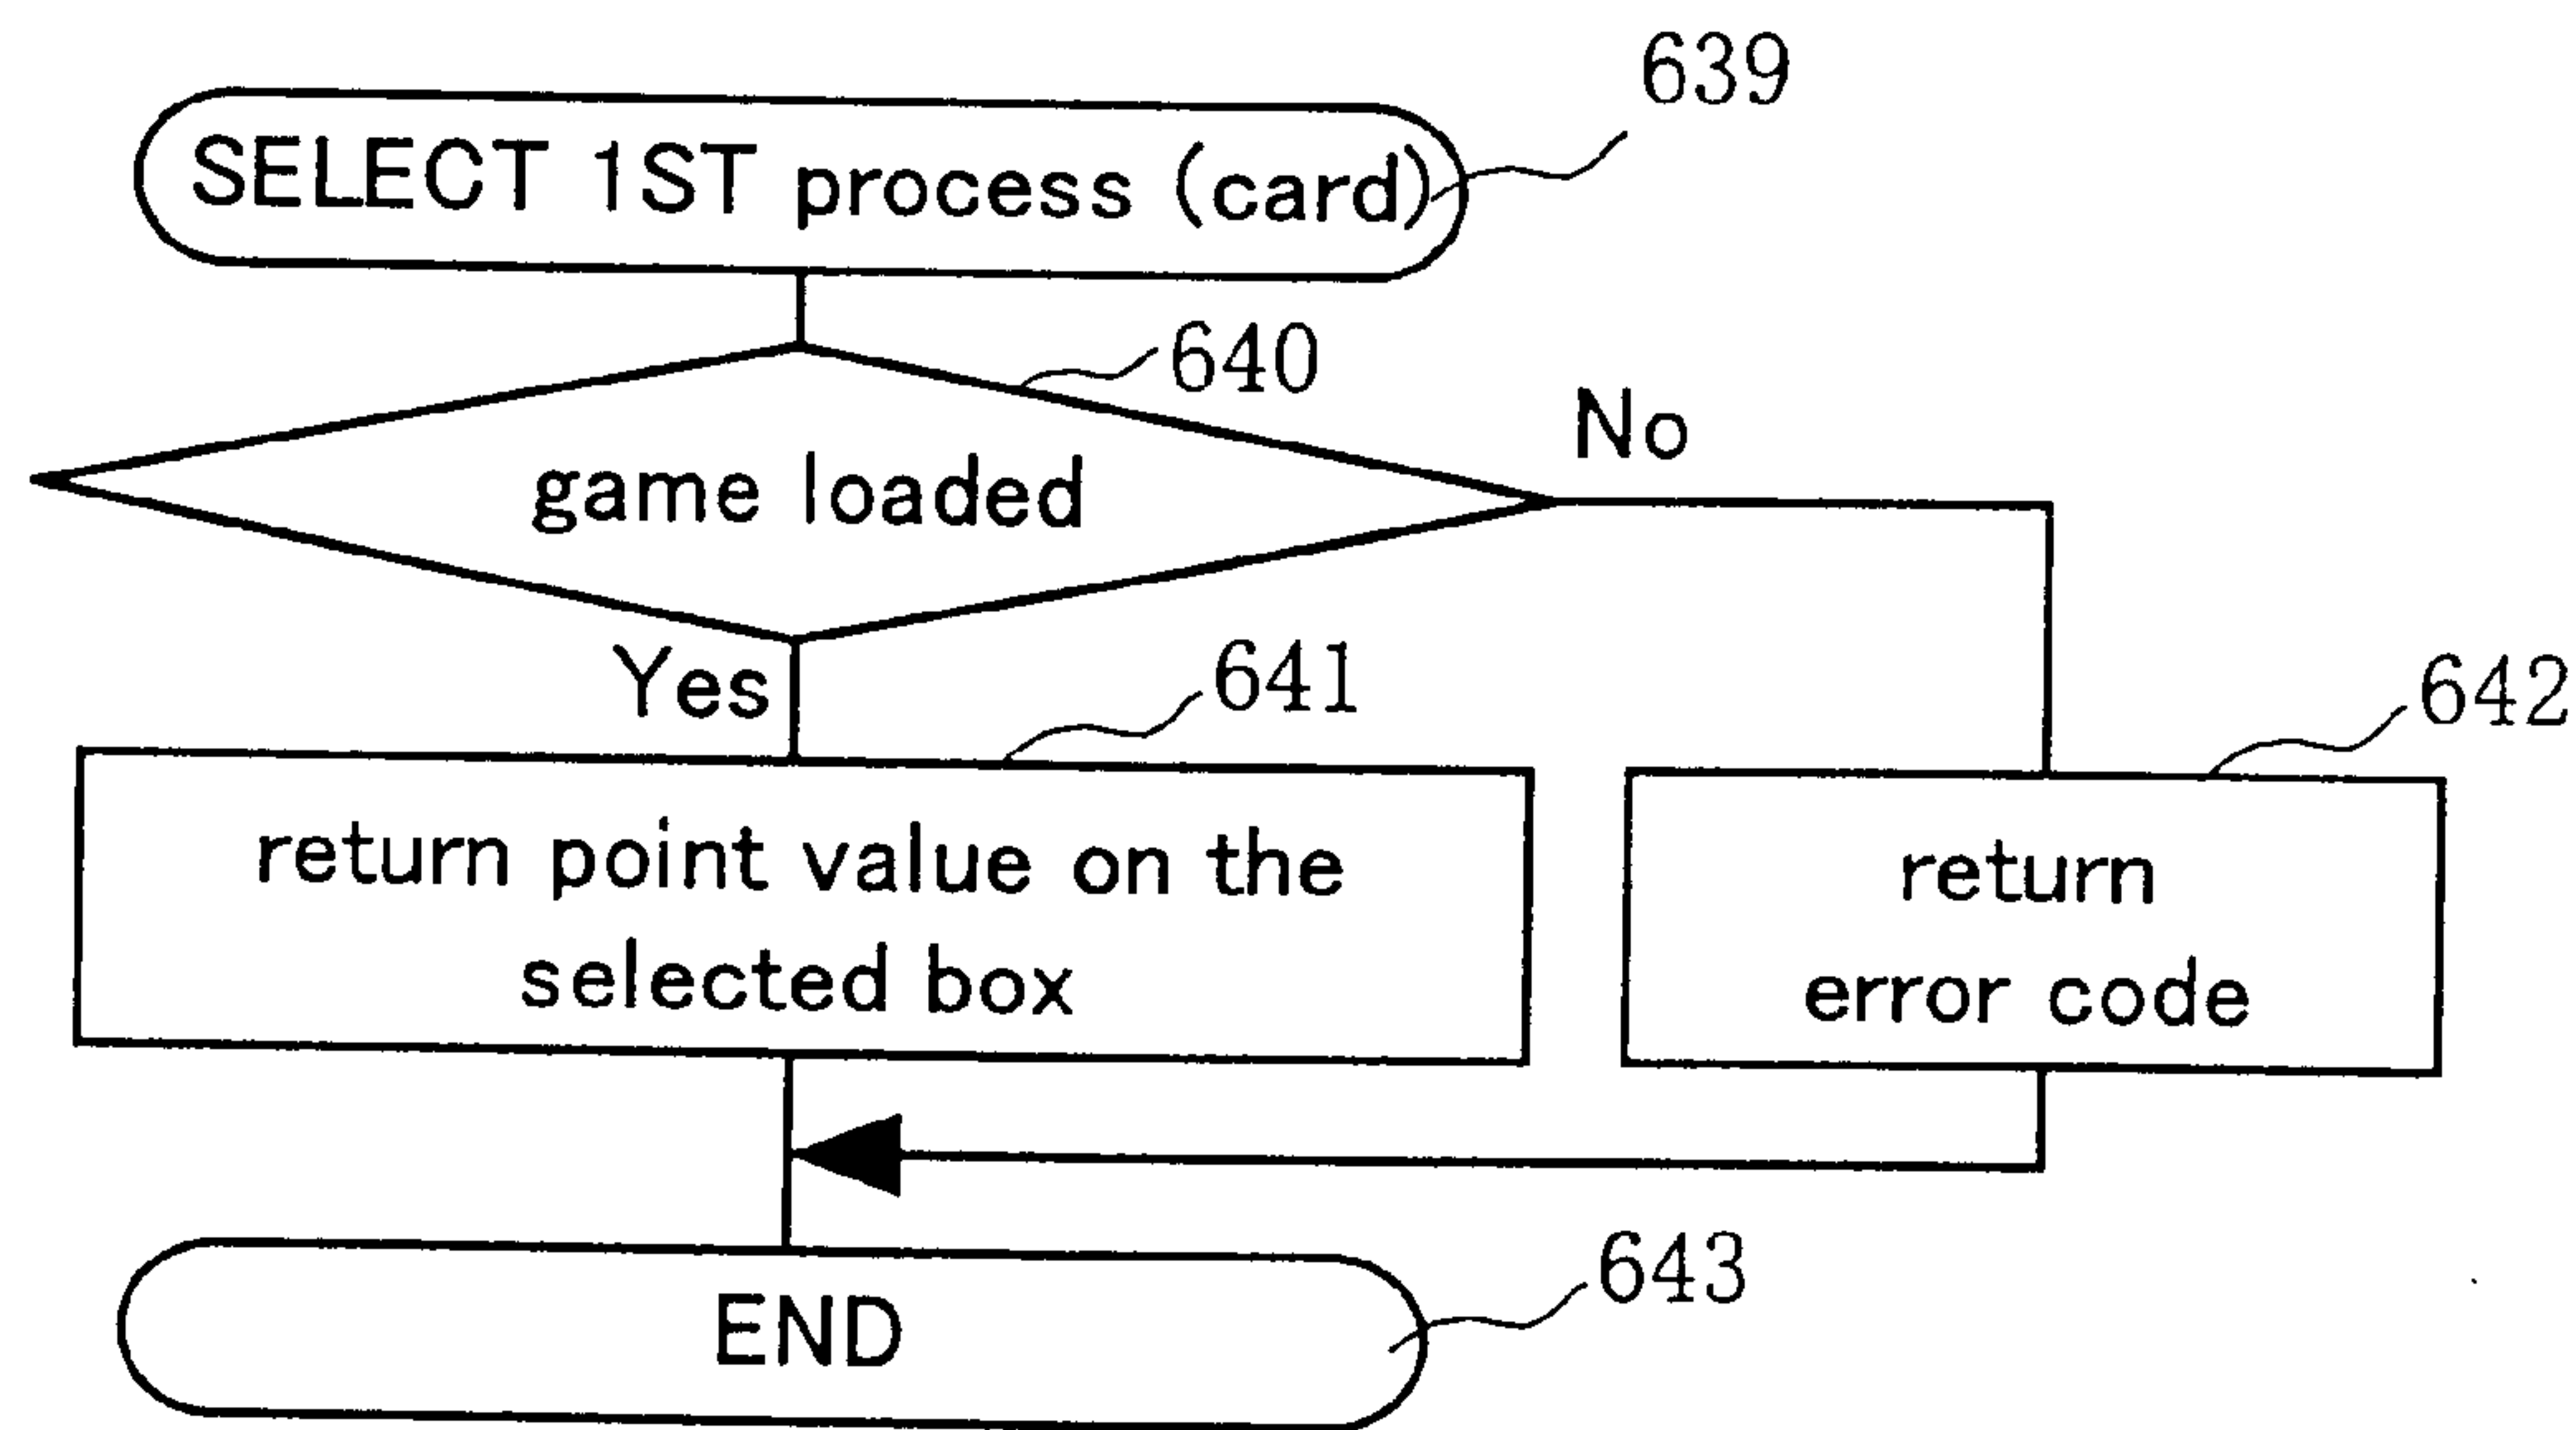 639
SELECT 1ST process (card)
640
No
game loaded
Yes
641
642
return point value on the
selected box
return
error code
643
END